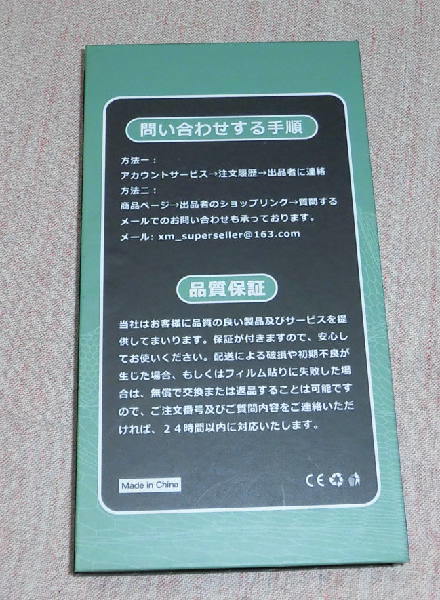 問い合わせする手順
方法一：
アカウントサービス→注文履歴→出品者に連絡
方法二：
商品ページ→出品者のショップリンク→質問する
メールでのお問い合わせも承っております。
メール: xm_superseller@163.com
品質保証
当社はお客様に品質の良い製品及びサービスを提
供してまいります。保証が付きますので、安心し
てお使いください。配送による破損や初期不良が
生じた場合、もしくはフィルム貼りに失敗した場
合は、無償で交換または返品することは可能です
ので、ご注文番号及びご質問内容をご連絡いただ
ければ、２４時間以内に対応いたします。
Made in China
CE